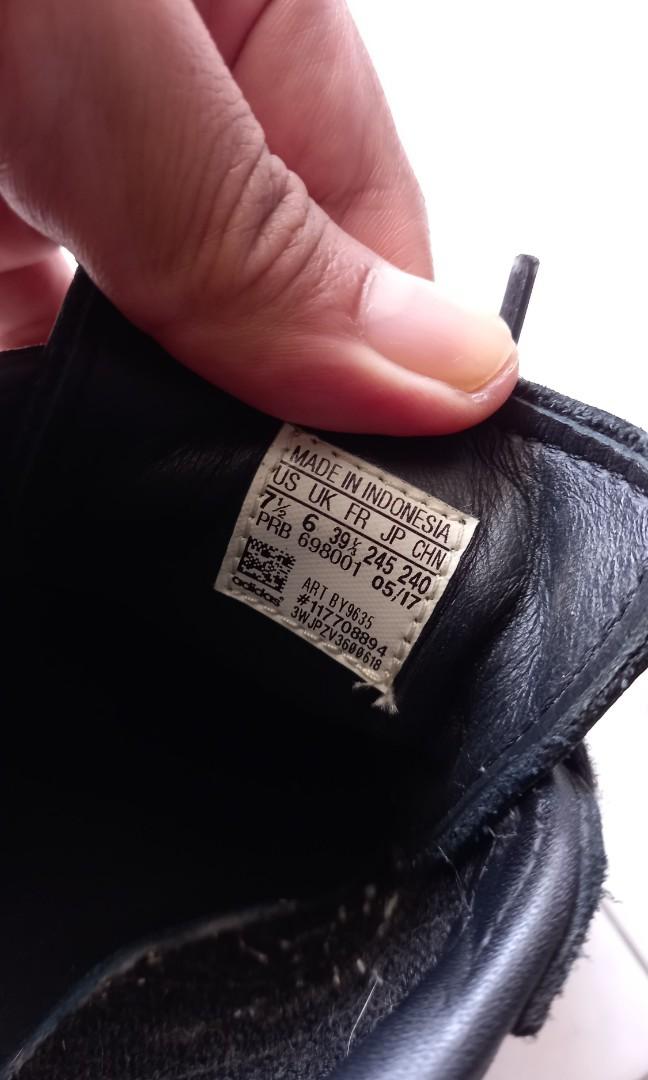 MADE IN INDONESIA
US UK FR JP CHN
7½ 6 39⅓ 245 240
PRB 698001 05/17
ART BY9635
#117708894
3WJPZV3600618
adidas